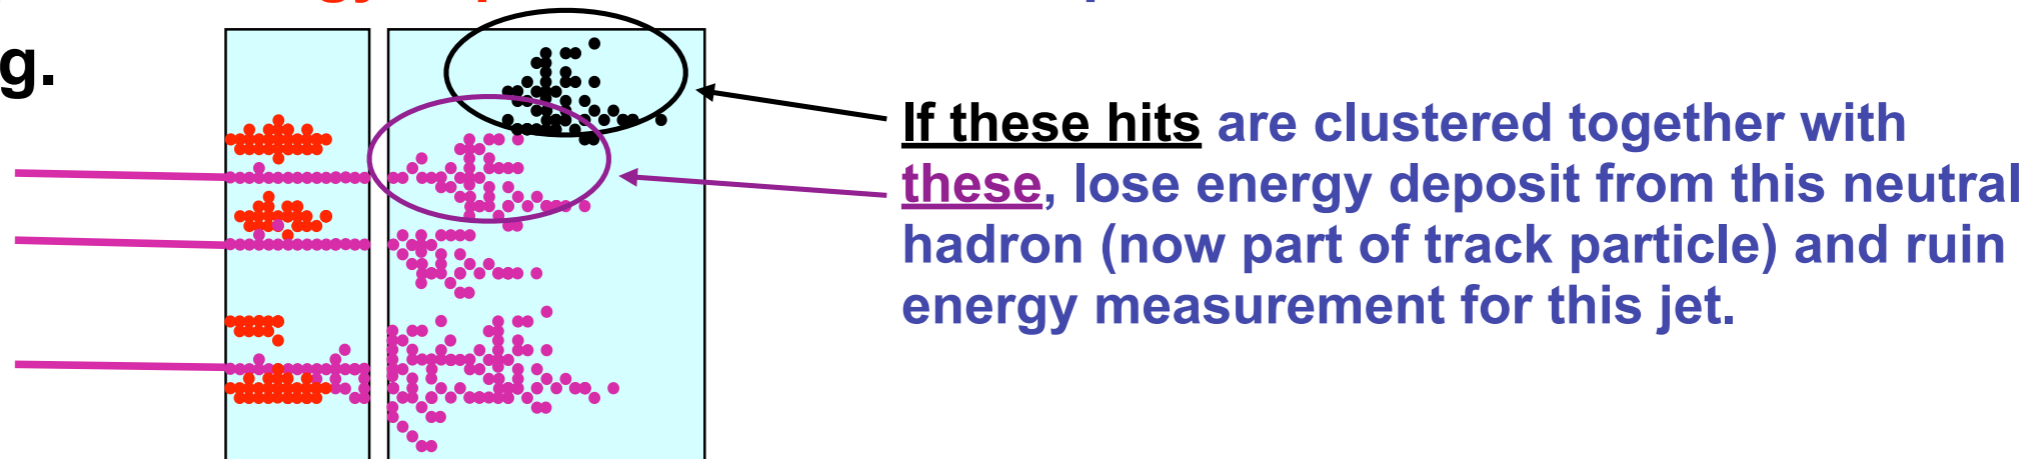 g.
If these hits are clustered together with
these, lose energy deposit from this neutral
hadron (now part of track particle) and ruin
energy measurement for this jet.